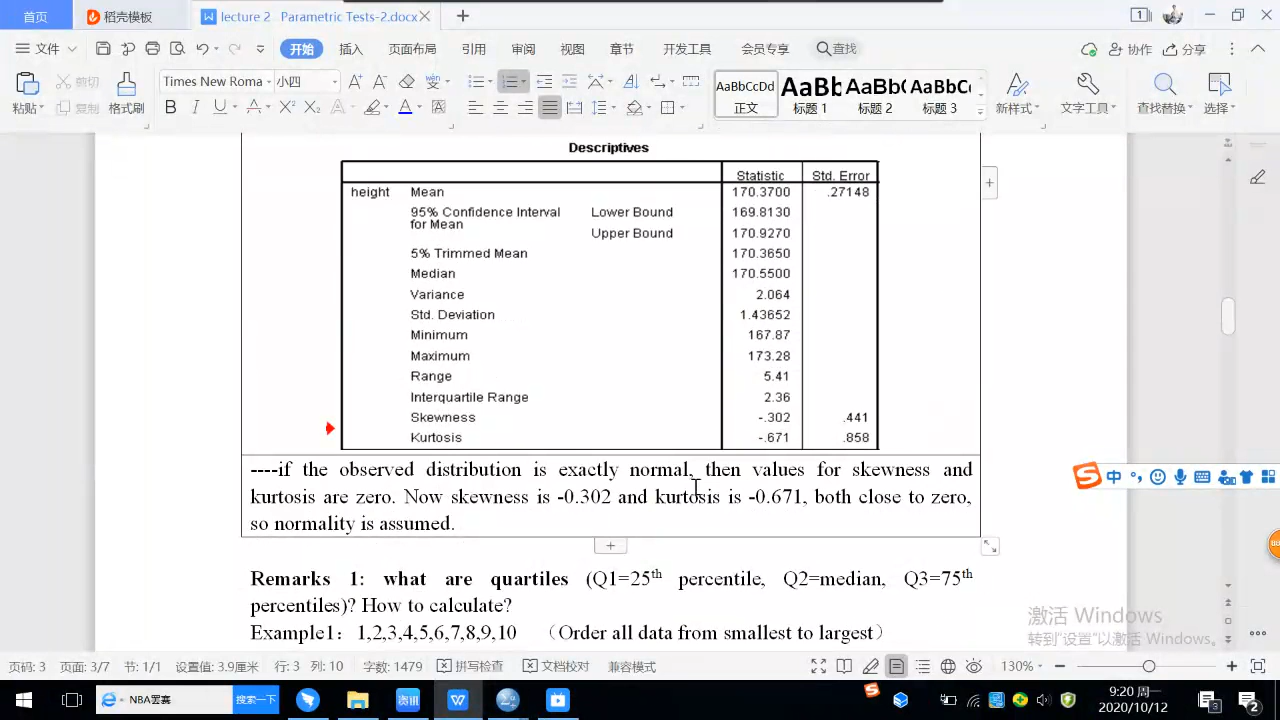 首页 稻壳模板 lecture 2 Parametric Tests-2.docx 1
文件 开始 插入 页面布局 引用 审阅 视图 章节 开发工具 会员专享 查找 协作 分享
粘贴 剪切 复制 格式刷 Times New Roma 小四 AaBbCcDd 正文 AaBb 标题 1 AaBb( 标题 2 AaBbC 标题 3 新样式 文字工具 查找替换 选择
Descriptives
Statistic Std. Error
height Mean 170.3700 .27148
95% Confidence Interval for Mean Lower Bound 169.8130
Upper Bound 170.9270
5% Trimmed Mean 170.3650
Median 170.5500
Variance 2.064
Std. Deviation 1.43652
Minimum 167.87
Maximum 173.28
Range 5.41
Interquartile Range 2.36
Skewness -.302 .441
Kurtosis -.671 .858
----if the observed distribution is exactly normal, then values for skewness and
kurtosis are zero. Now skewness is -0.302 and kurtosis is -0.671, both close to zero,
so normality is assumed.
Remarks 1: what are quartiles (Q1=25th percentile, Q2=median, Q3=75th
percentiles)? How to calculate?
Example1： 1,2,3,4,5,6,7,8,9,10 （Order all data from smallest to largest）
中
激活 Windows
转到"设置"以激活 Windows。
页码: 3 页面: 3/7 节: 1/1 设置值: 3.9厘米 行: 3 列: 10 字数: 1479 拼写检查 文档校对 兼容模式 130%
NBA罢赛 搜索一下 资讯 9:20 周一
2020/10/12 3 2